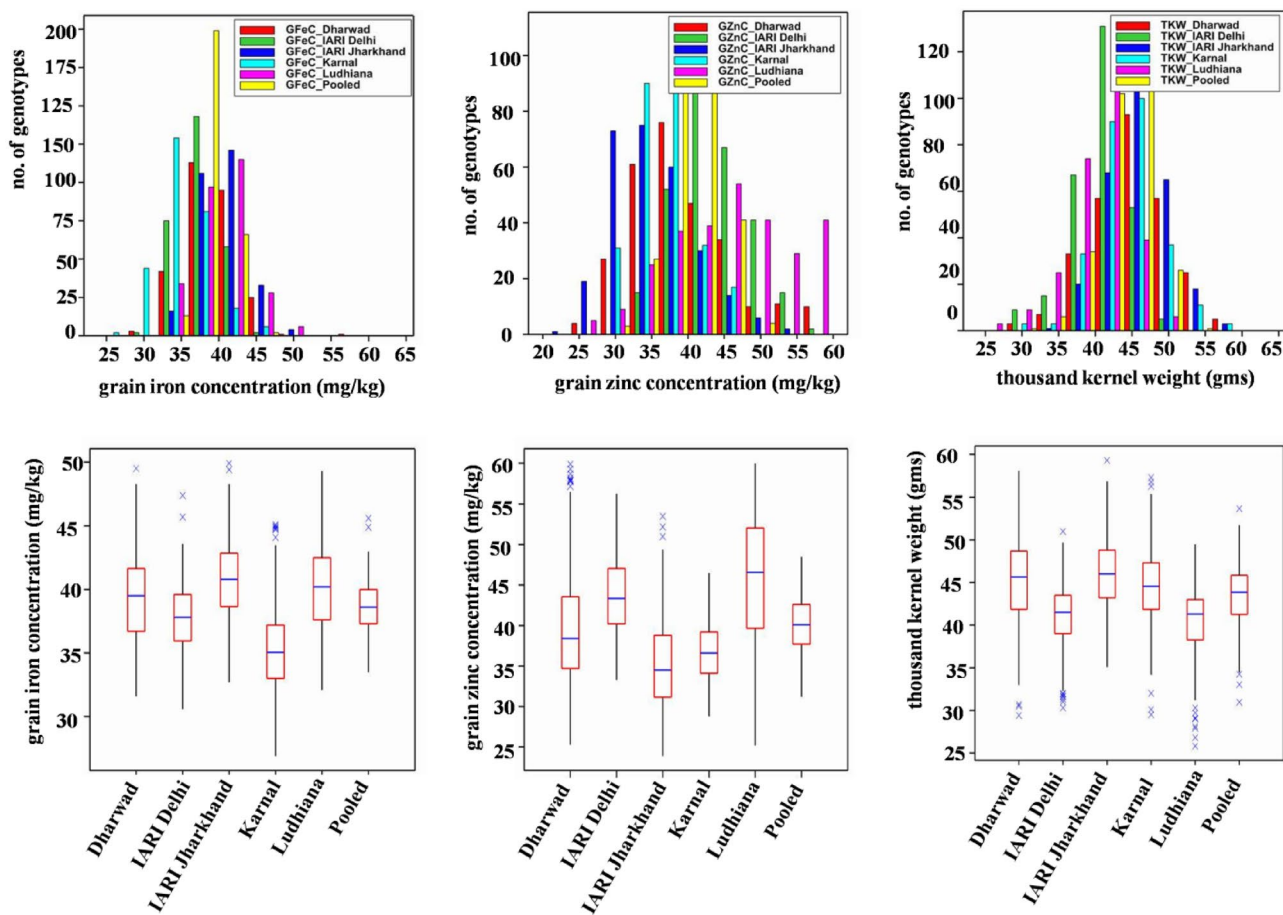 no. of genotypes
200
175
125
150
100
75
50
25
0
GFeC_Dharwad
GFeC_IARI Delhi
GFeC_IARI Jharkhand
GFeC_Karnal
GFeC_Ludhiana
GFeC_Pooled
25 30 35 40 45 50 55 60 65
grain iron concentration (mg/kg)
no. of genotypes
100
80
60
40
20
0
GZnC_Dharwad
GZnC_IARI Delhi
GZnC_IARI Jharkhand
GZnC_Karnal
GZnC_Ludhiana
GZnC_Pooled
20 25 30 35 40 45 50 55 60
grain zinc concentration (mg/kg)
no. of genotypes
120
100
80
60
40
20
0
TKW_Dharwad
TKW_IARI Delhi
TKW_IARI Jharkhand
TKW_Karnal
TKW_Ludhiana
TKW_Pooled
25 30 35 40 45 50 55 60 65
thousand kernel weight (gms)
grain iron concentration (mg/kg)
50
45
40
35
30
Dharwad
IARI Delhi
IARI Jharkhand
Karnal
Ludhiana
Pooled
grain zinc concentration (mg/kg)
60
55
50
45
40
35
30
25
Dharwad
IARI Delhi
IARI Jharkhand
Karnal
Ludhiana
Pooled
thousand kernel weight (gms)
60
55
50
45
40
35
30
25
Dharwad
IARI Delhi
IARI Jharkhand
Karnal
Ludhiana
Pooled